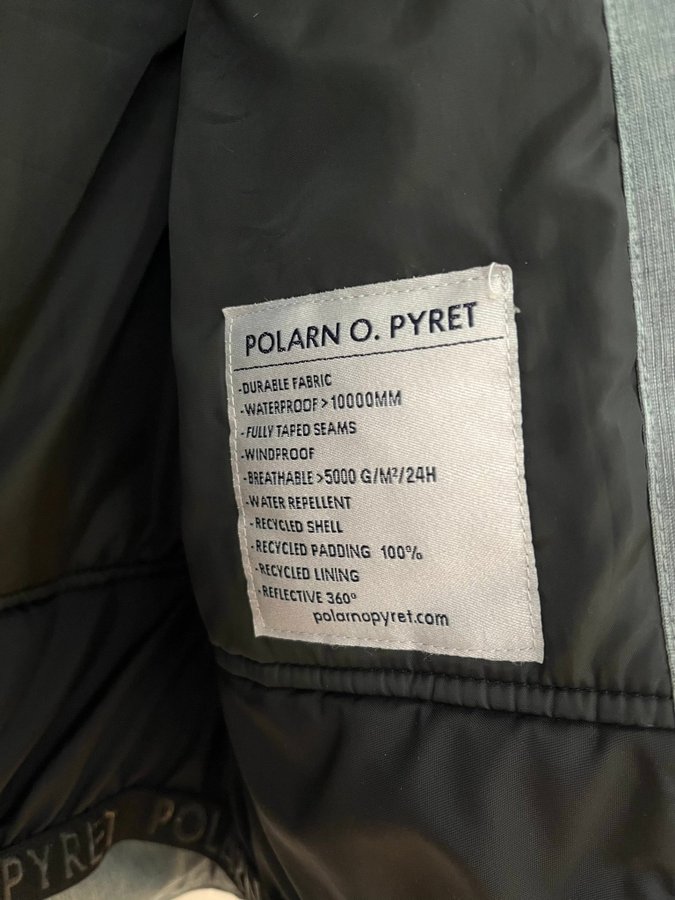 POLARN O. PYRET
-DURABLE FABRIC
-WATERPROOF >10000MM
-FULLY TAPED SEAMS
-WINDPROOF
-BREATHABLE >5000 G/M²/24H
-WATER REPELLENT
-RECYCLED SHELL
-RECYCLED PADDING 100%
-RECYCLED LINING
-REFLECTIVE 360°
polarnopyret.com
PYRET POLARN